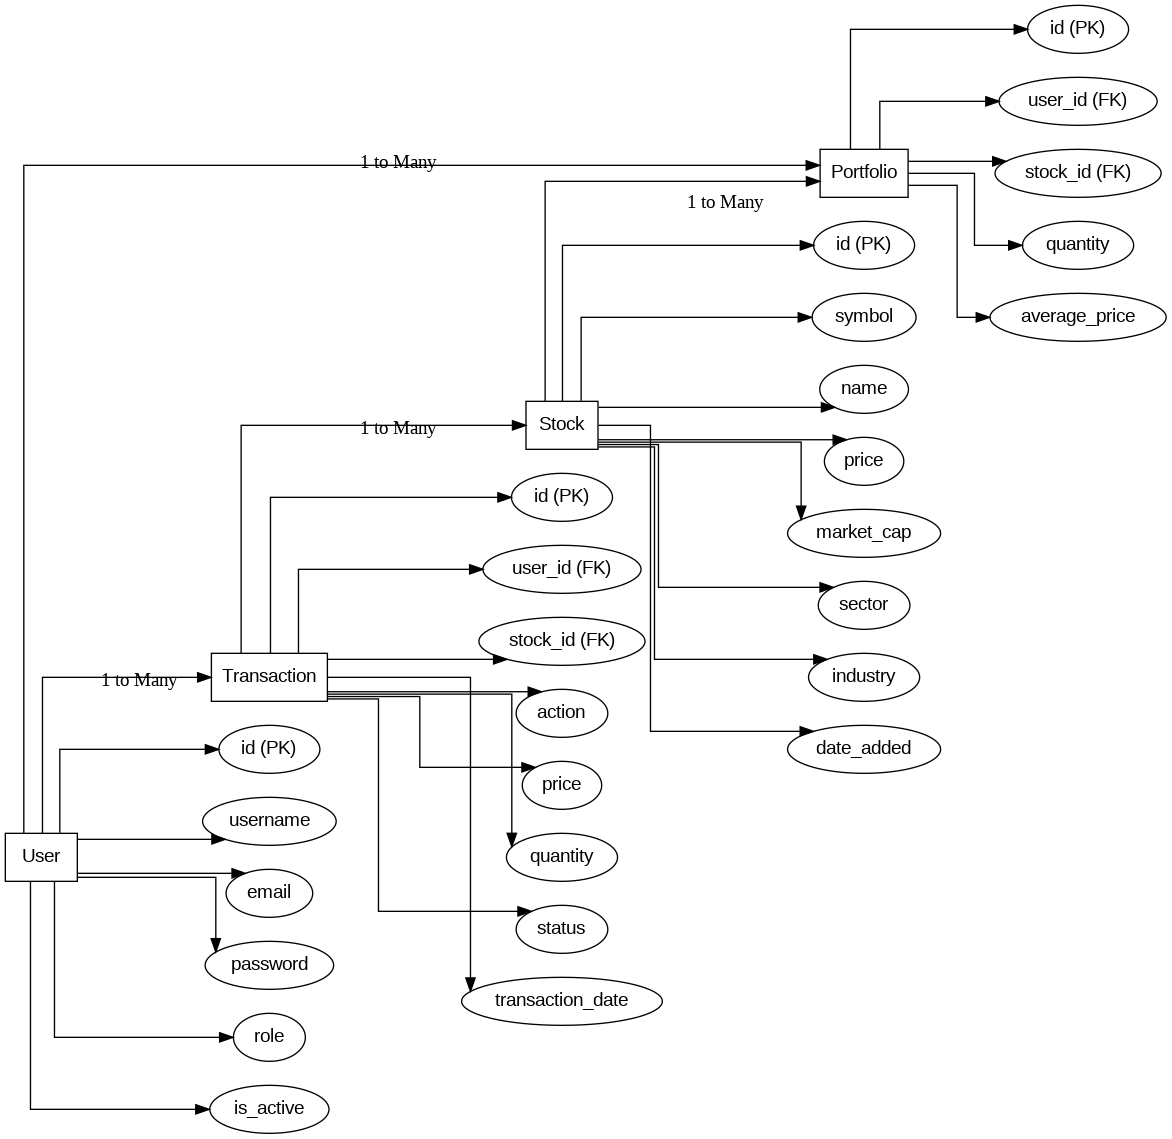 id (PK)
user_id (FK)
1 to Many
Portfolio
stock_id (FK)
1 to Many
id (PK)
quantity
symbol
average_price
name
1 to Many
Stock
price
id (PK)
market_cap
user_id (FK)
sector
stock_id (FK)
1 to Many
Transaction
industry
action
id (PK)
date_added
price
username
User
quantity
email
status
password
transaction_date
role
is_active